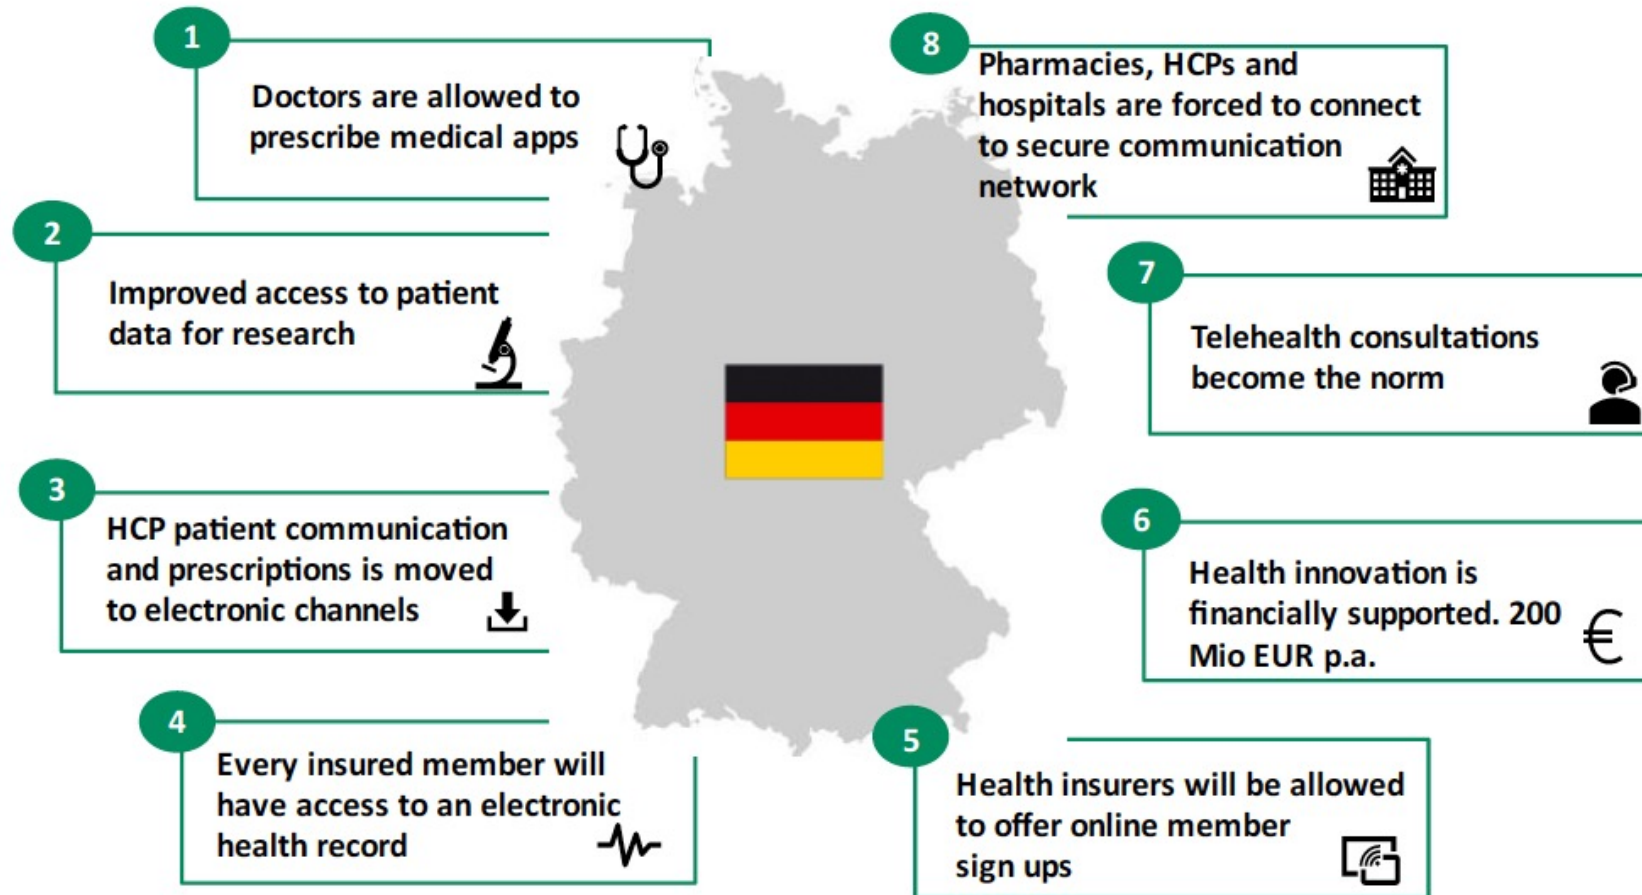 1
Doctors are allowed to
prescribe medical apps
2
Improved access to patient
data for research
3
HCP patient communication
and prescriptions is moved
to electronic channels
4
Every insured member will
have access to an electronic
health record
5
Health insurers will be allowed
to offer online member
sign ups
6
Health innovation is
financially supported. 200
Mio EUR p.a.
7
Telehealth consultations
become the norm
8
Pharmacies, HCPs and
hospitals are forced to connect
to secure communication
network